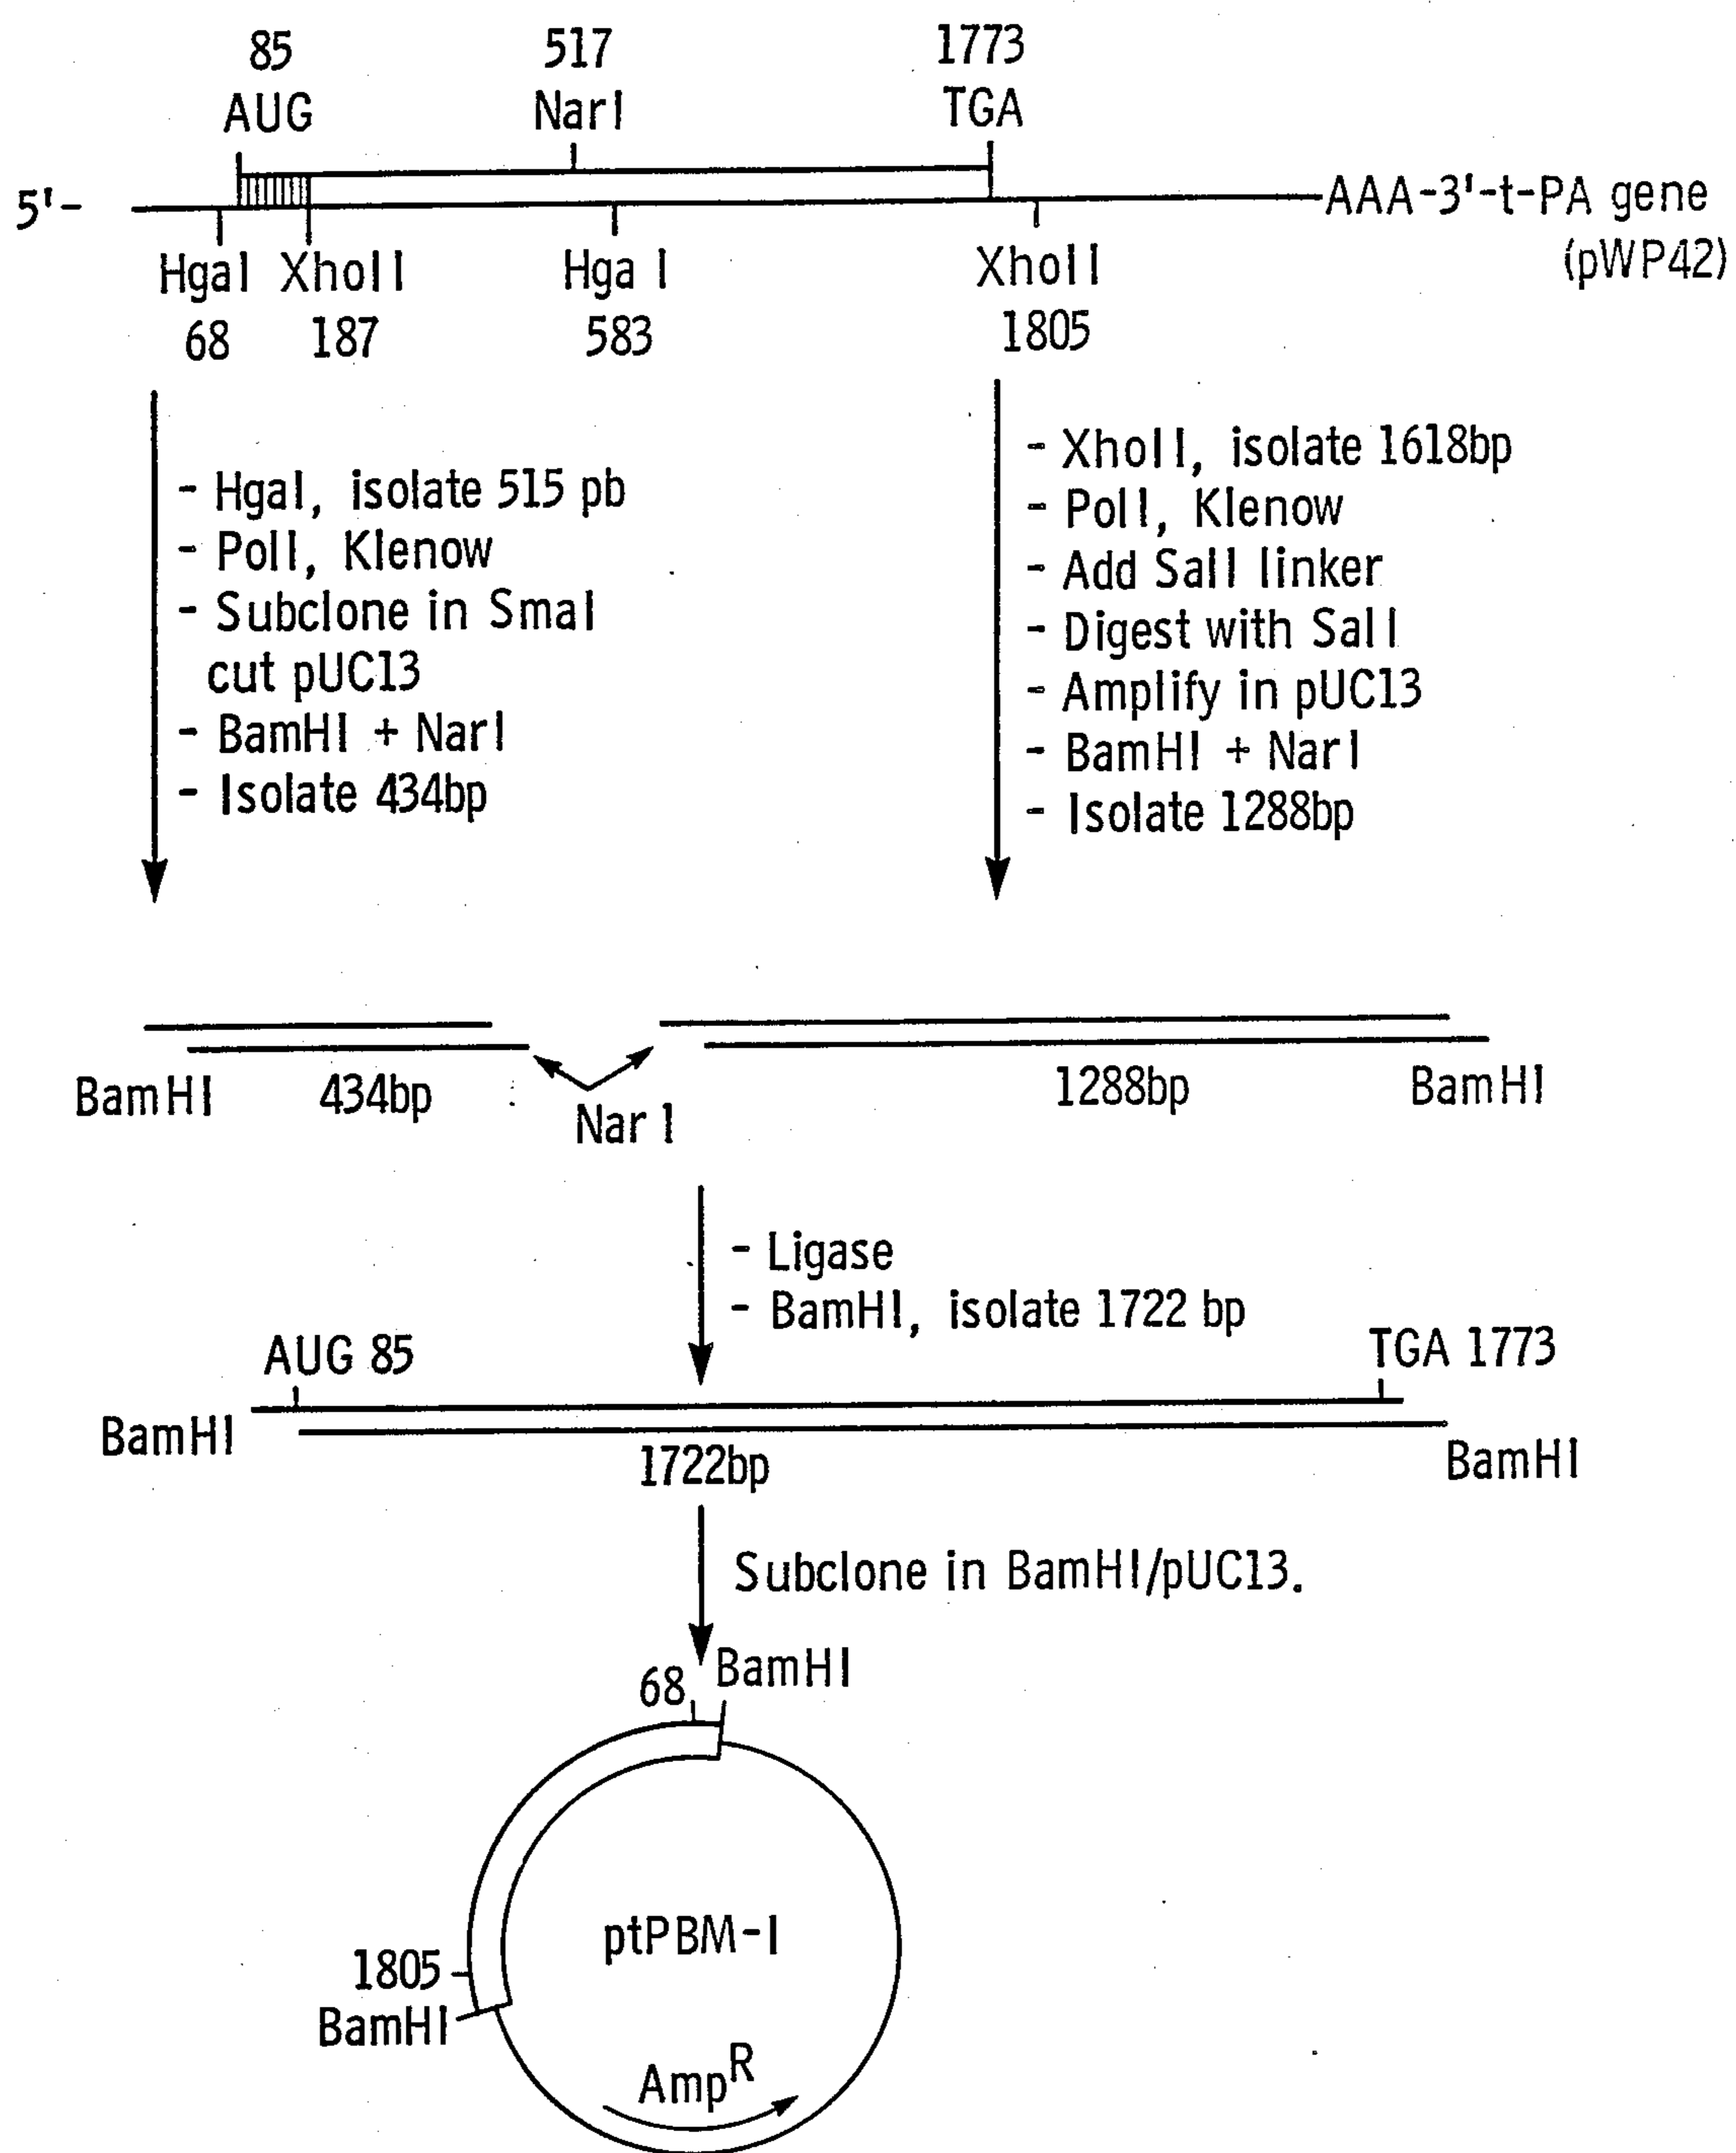 85 517 1773
AUG NarI TGA
5'- AAA-3'-t-PA gene
(pWP42)
HgaI XhoII Hga I XhoII
68 187 583 1805
- HgaI, isolate 515 pb
- PolI, Klenow
- Subclone in SmaI
cut pUC13
- BamHI + NarI
- Isolate 434bp
- XhoII, isolate 1618bp
- PolI, Klenow
- Add SalI linker
- Digest with SalI
- Amplify in pUC13
- BamHI + NarI
- Isolate 1288bp
BamHI 434bp 1288bp BamHI
Nar I
- Ligase
- BamHI, isolate 1722 bp
AUG 85 TGA 1773
BamHI BamHI
1722bp
Subclone in BamHI/pUC13.
68 BamHI
ptPBM-I
1805
BamHI
Amp^R